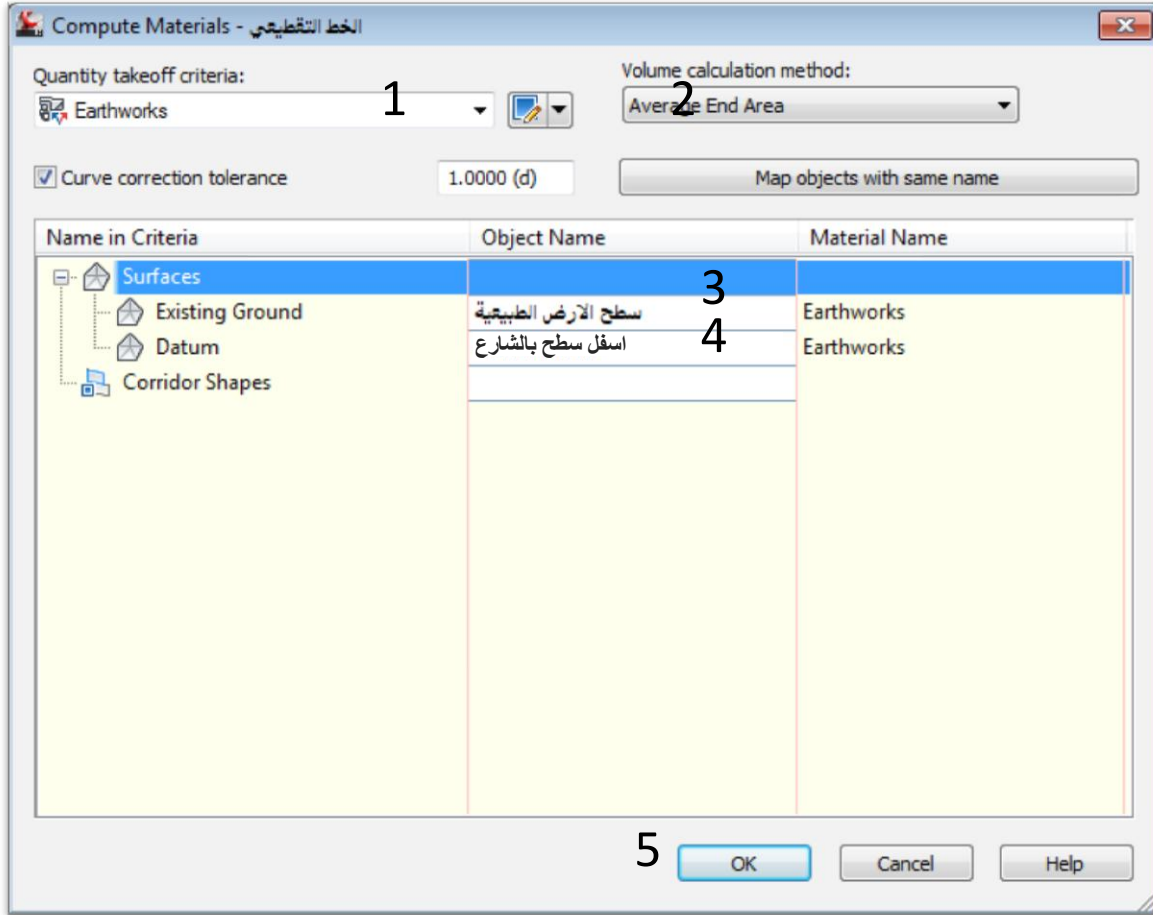 Compute Materials - الخط التقطيعي
Quantity takeoff criteria:
Volume calculation method:
Earthworks
1
Average End Area
2
Curve correction tolerance
1.0000 (d)
Map objects with same name
Name in Criteria Object Name Material Name
Surfaces
3
Existing Ground سطح الارض الطبيعية Earthworks
Datum اسفل سطح بالشارع 4 Earthworks
Corridor Shapes
5
OK Cancel Help